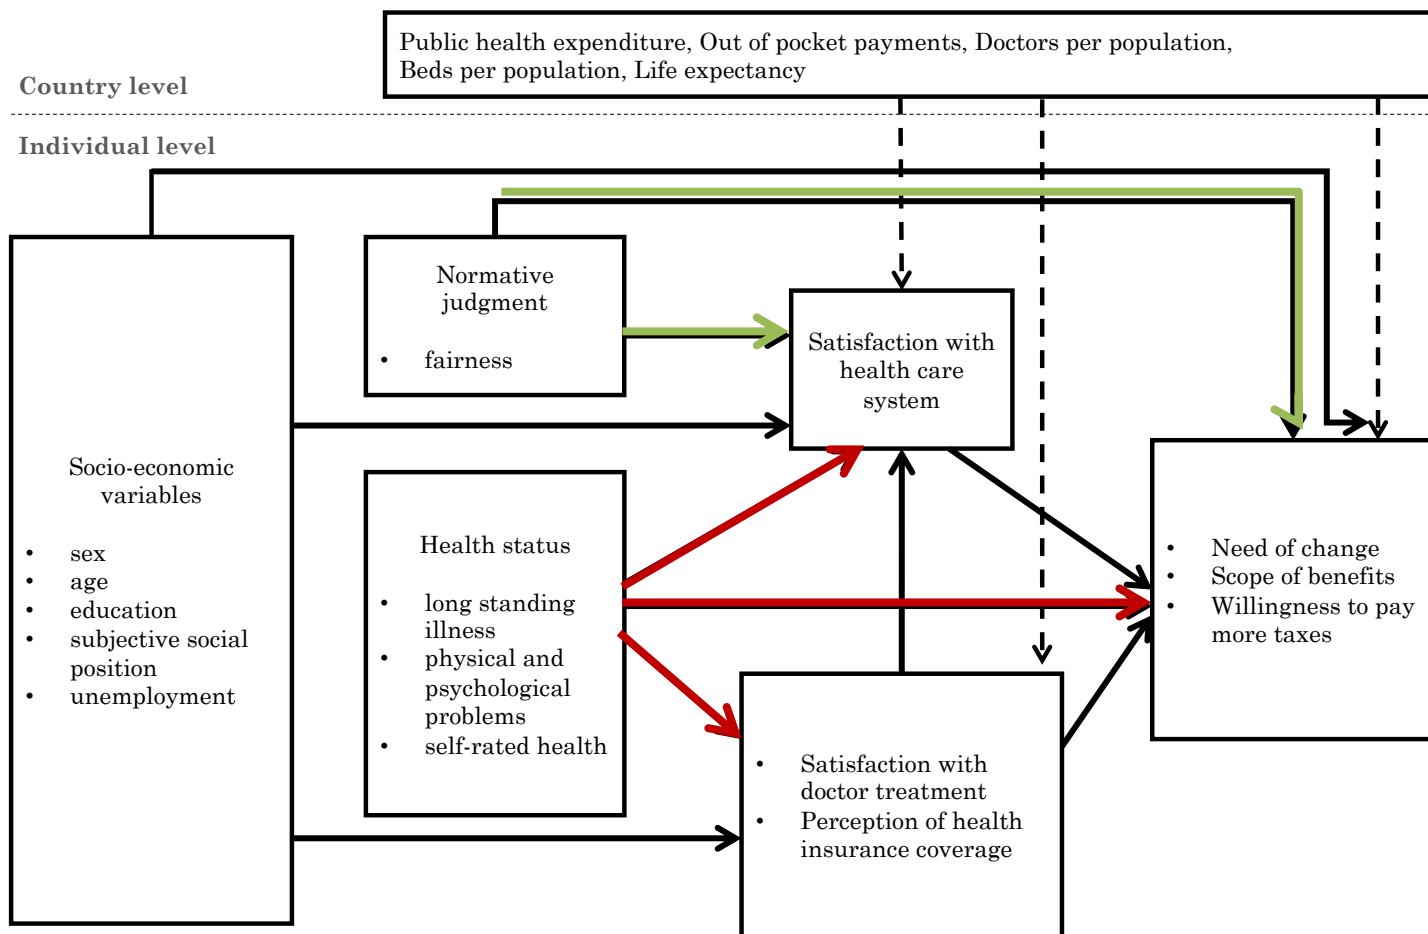 Public health expenditure, Out of pocket payments, Doctors per population,
Beds per population, Life expectancy
Country level
Individual level
Normative
judgment
• fairness
Satisfaction with
health care
system
Socio-economic
variables
• sex
• age
• education
• subjective social
position
• unemployment
Health status
• long standing
illness
• physical and
psychological
problems
• self-rated health
• Need of change
• Scope of benefits
• Willingness to pay
more taxes
• Satisfaction with
doctor treatment
• Perception of health
insurance coverage